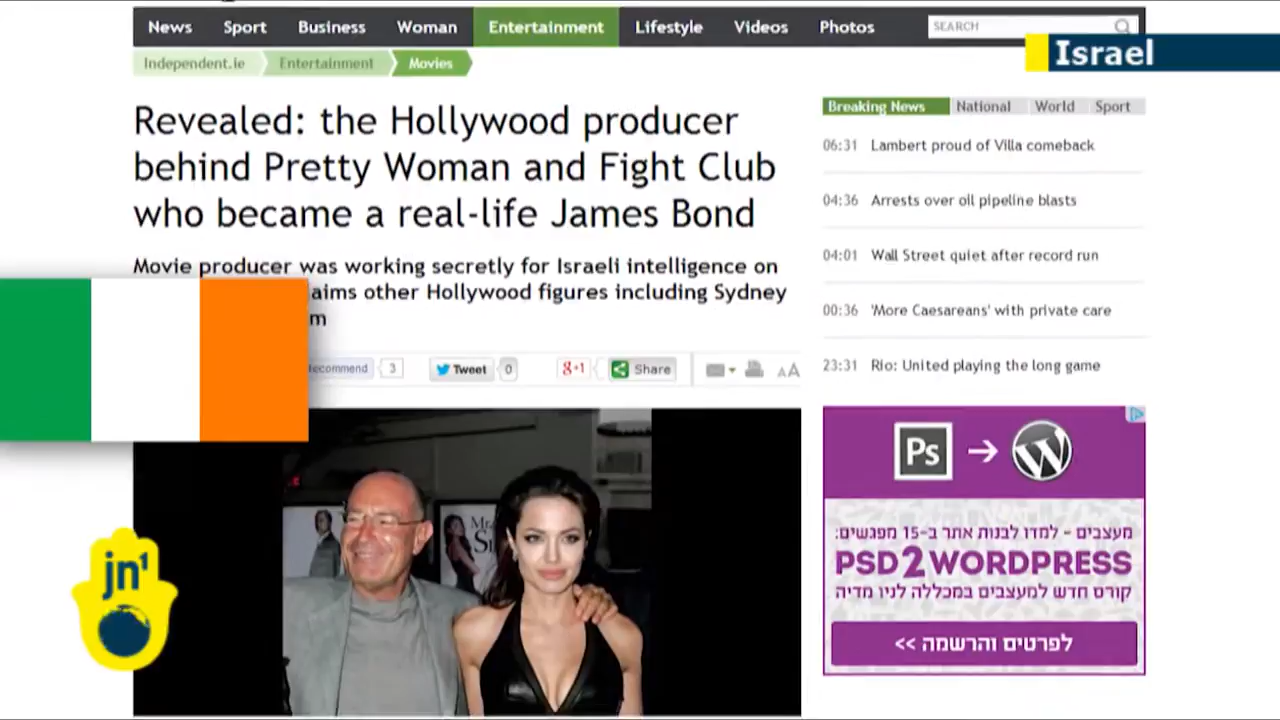 News Sport Business Woman Entertainment Lifestyle Videos Photos SEARCH
Israel
Independent.ie Entertainment Movies
Revealed: the Hollywood producer
behind Pretty Woman and Fight Club
who became a real-life James Bond
Movie producer was working secretly for Israeli intelligence on
aims other Hollywood figures including Sydney
m
ecommend 3 Tweet 0 g+1 Share AA
Breaking News National World Sport
06:31 Lambert proud of Villa comeback
04:36 Arrests over oil pipeline blasts
04:01 Wall Street quiet after record run
00:36 'More Caesareans' with private care
23:31 Rio: United playing the long game
Ps W
מעצבים - למדו לבנות אתר ב-15 מפגשים:
PSD2WORDPRESS
קורס חדש למעצבים במכללה לניו מדיה
לפרטים והרשמה >>
jn1